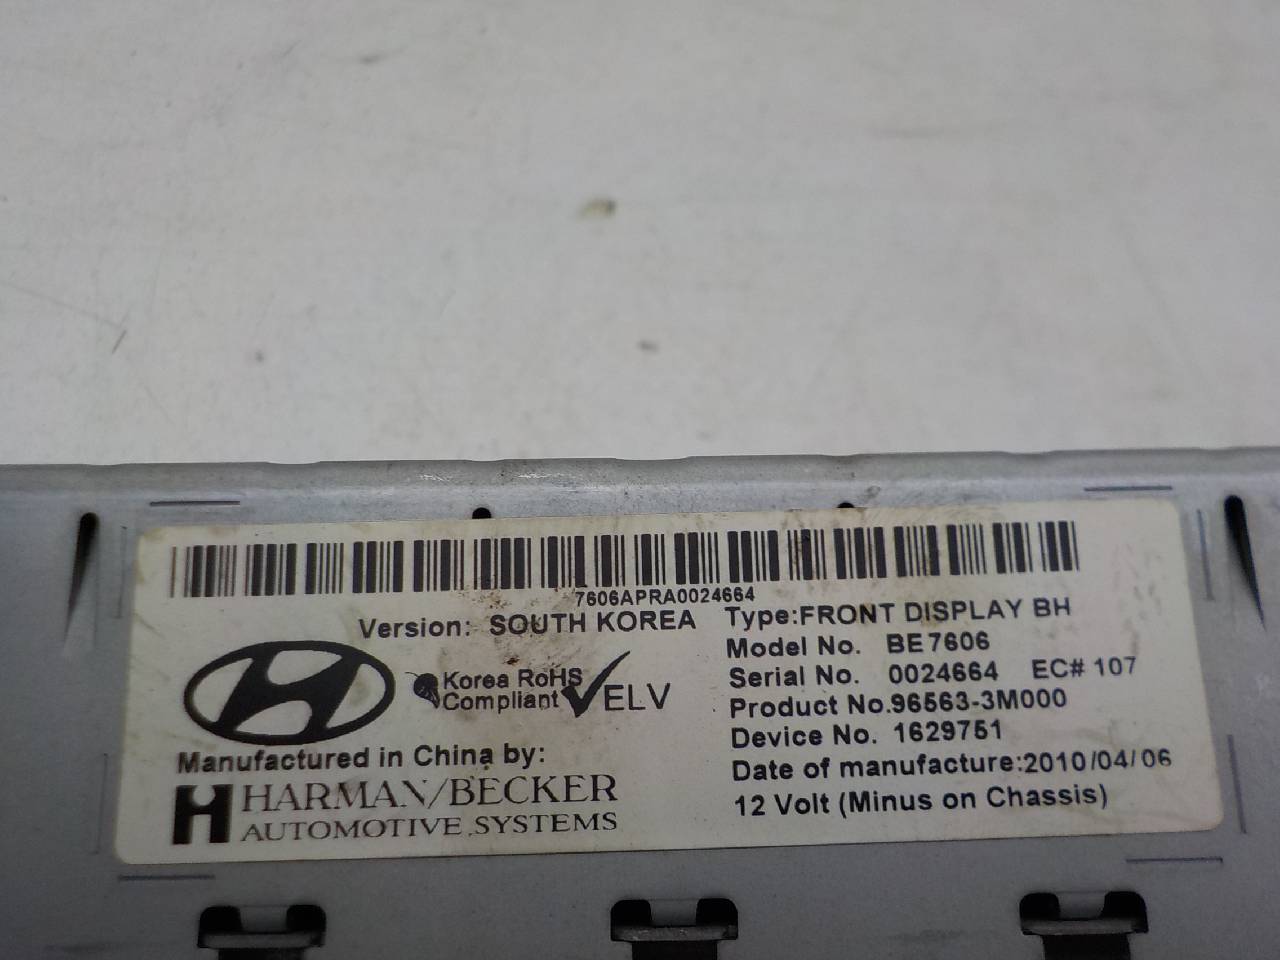 7606APRA0024664
Version: SOUTH KOREA
Korea RoHS
Compliant
ELV
Manufactured in China by:
HARMAN/BECKER
AUTOMOTIVE SYSTEMS
Type:FRONT DISPLAY BH
Model No. BE7606
Serial No. 0024664 EC# 107
Product No.96563-3M000
Device No. 1629751
Date of manufacture:2010/04/06
12 Volt (Minus on Chassis)